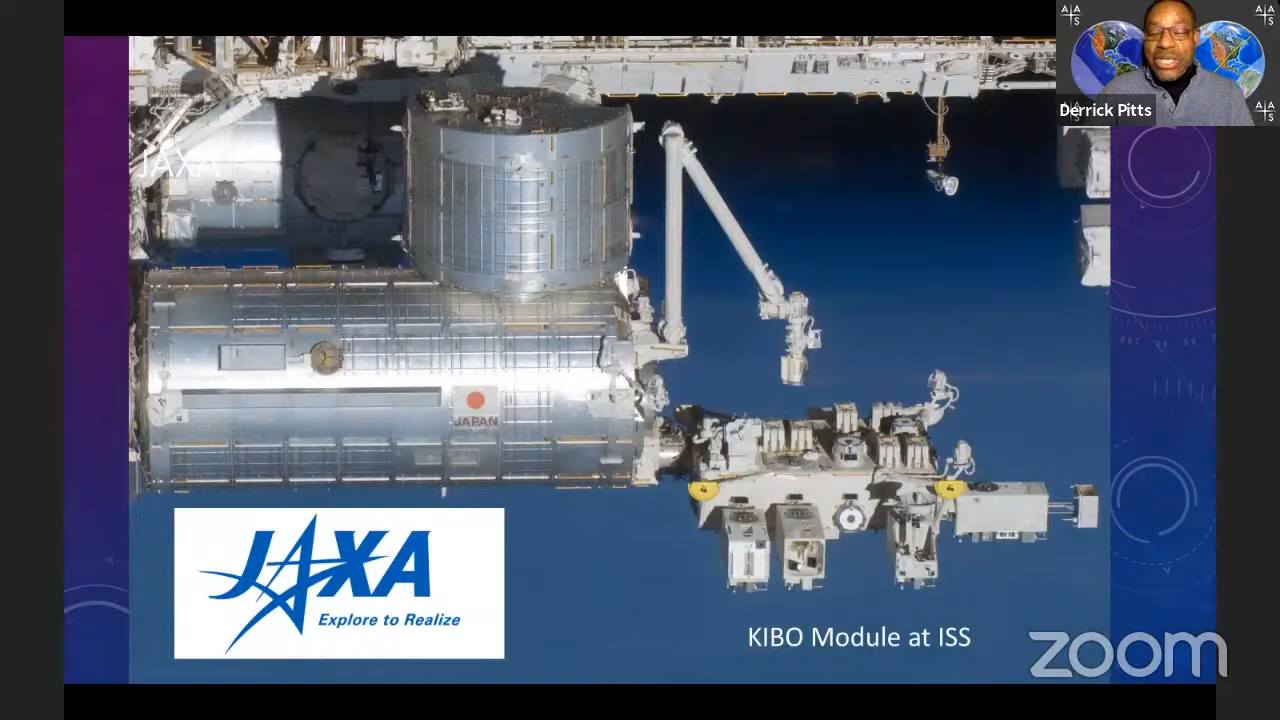 A A
S
A A
S
Derrick Pitts
A
A A
S
JAXA
JAPAN
JAXA
Explore to Realize
KIBO Module at ISS
zoom